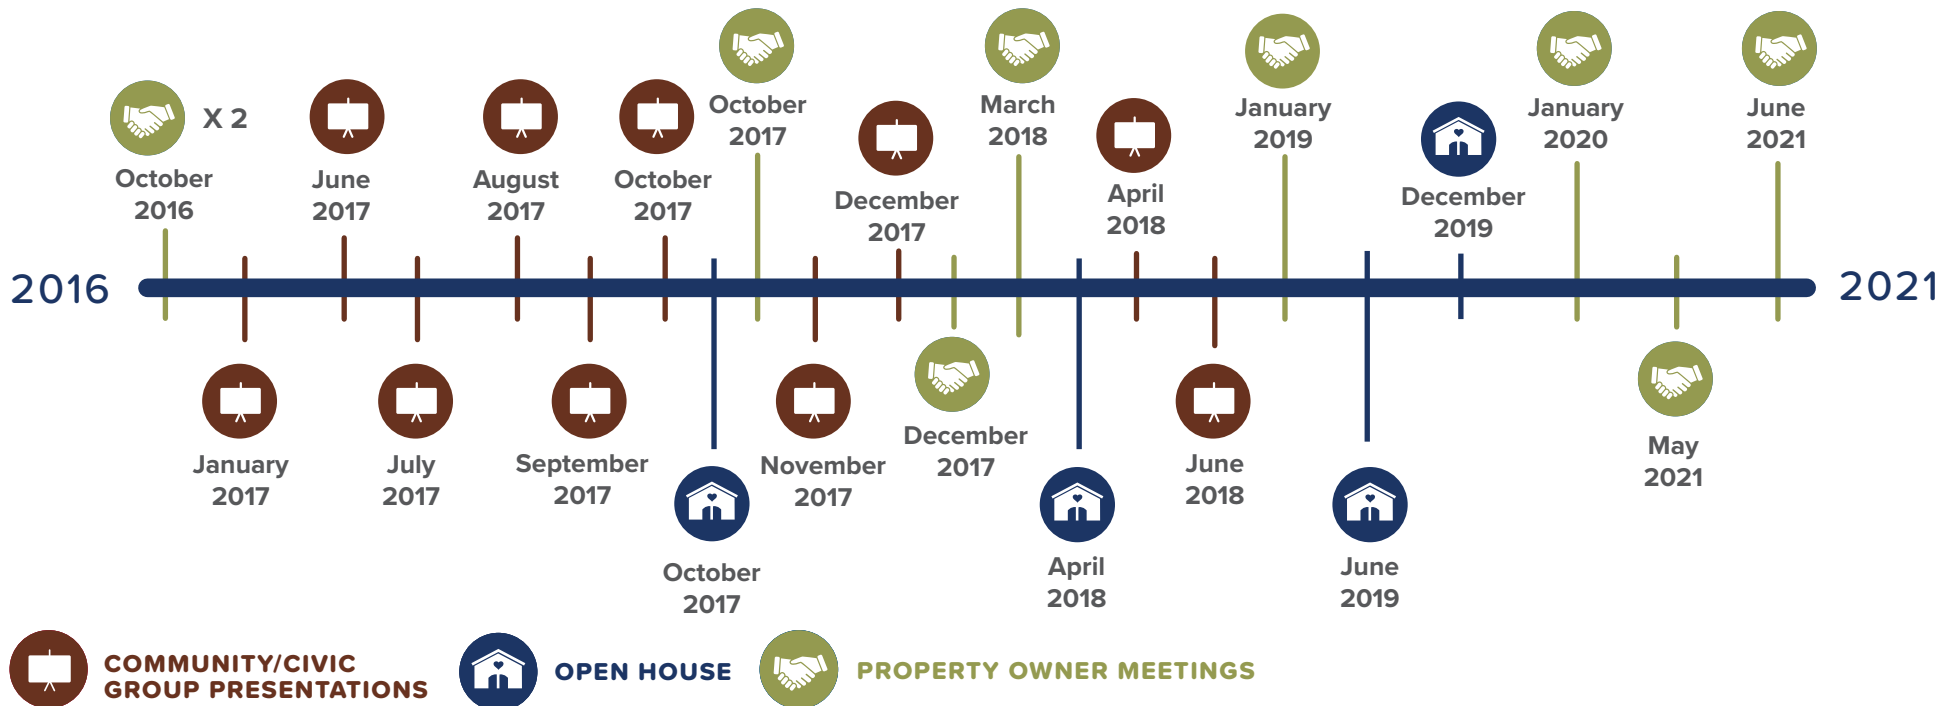 October
2017
March
2018
January
2019
January
2020
June
2021
X 2
October
2016
June
2017
August
2017
October
2017
December
2017
April
2018
December
2019
2016
2021
January
2017
July
2017
September
2017
October
2017
November
2017
December
2017
April
2018
June
2018
June
2019
May
2021
COMMUNITY/CIVIC
GROUP PRESENTATIONS
OPEN HOUSE
PROPERTY OWNER MEETINGS